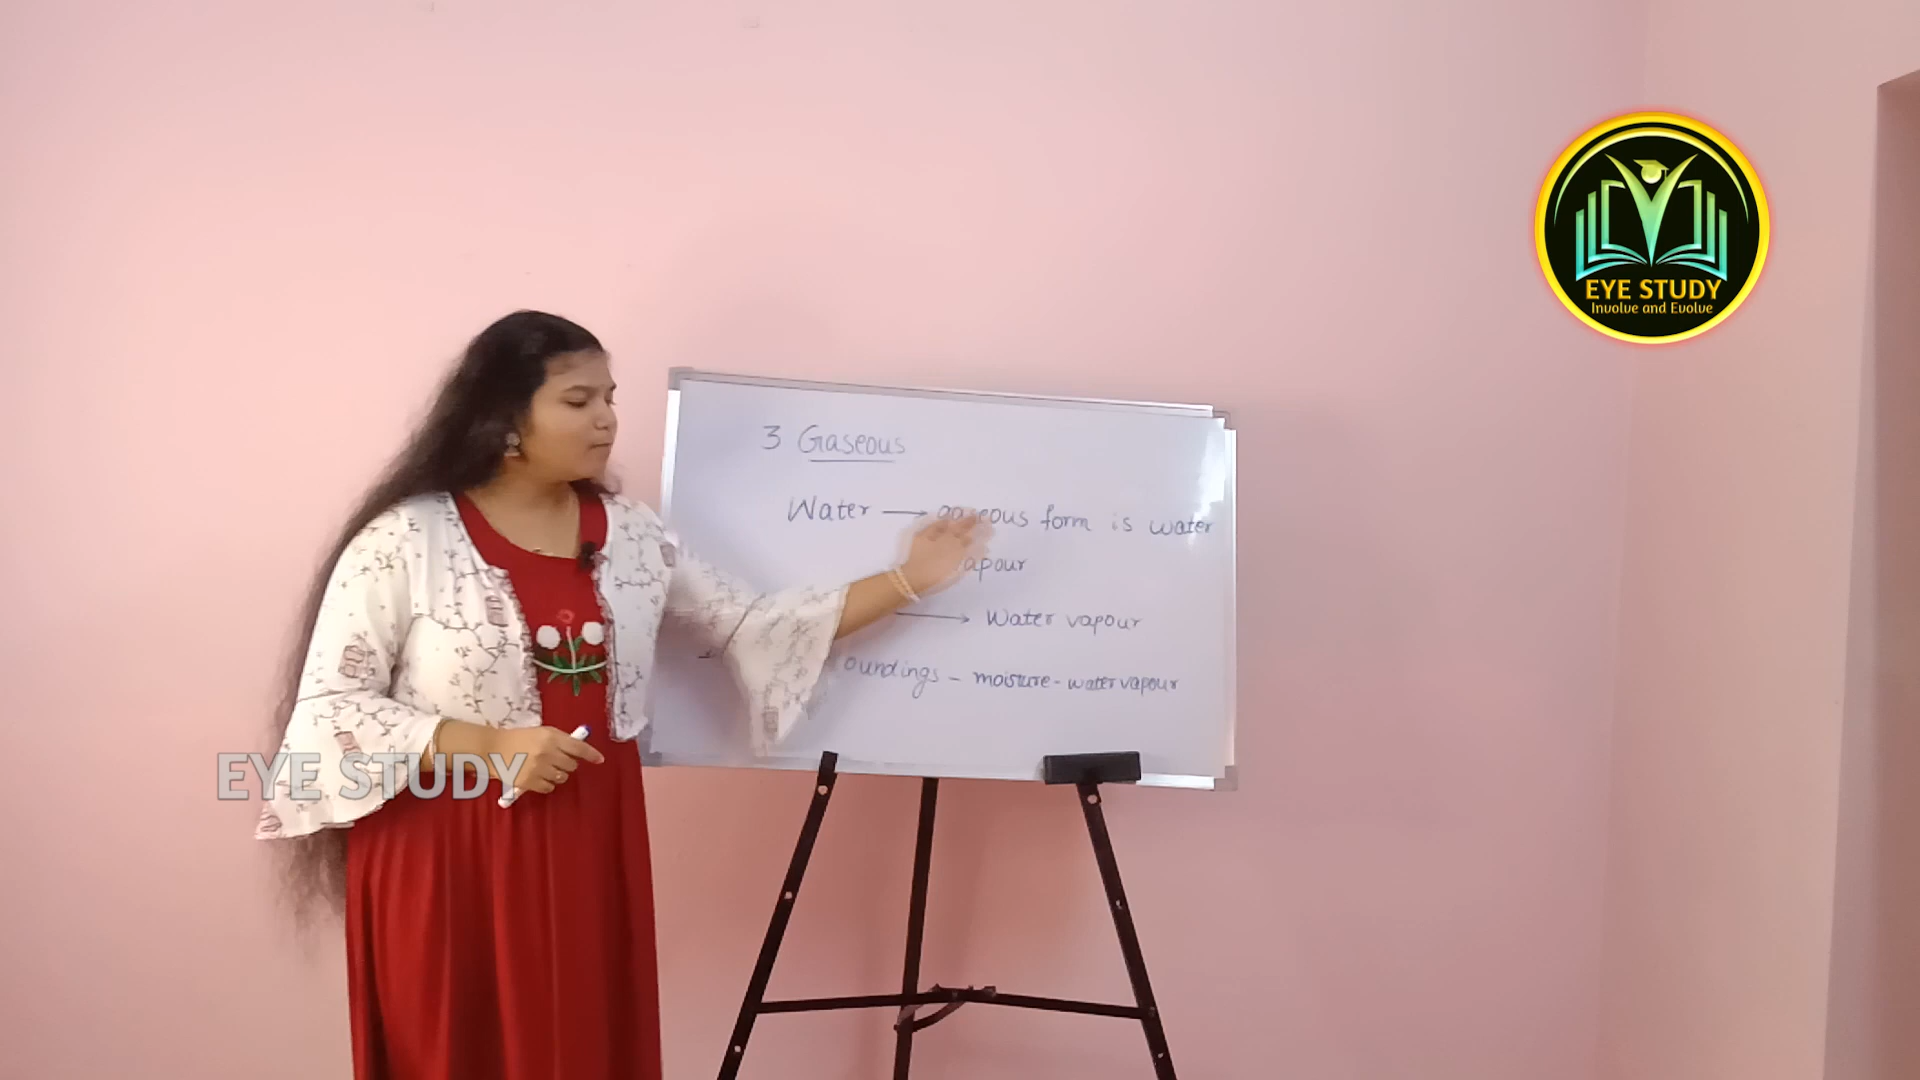 3 Gaseous
Water → gaseous form is water
apour
→ Water vapour
oundings - moisture - water vapour
EYE STUDY
Involve and Evolve
EYE STUDY